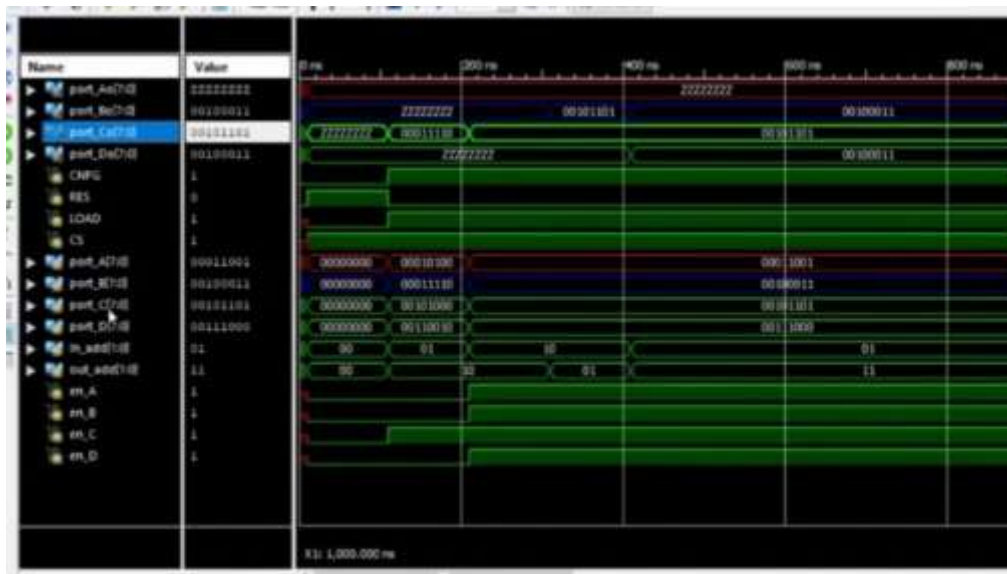 Name Value 0 ns 200 ns 400 ns 600 ns 800 ns
port_Ao[7:0] ZZZZZZZZ ZZZZZZZZ
port_Bo[7:0] 00100011 ZZZZZZZZ 00101101 00100011
port_Co[7:0] 00101101 ZZZZZZZZ 00011110 00101101
port_Do[7:0] 00100011 ZZZZZZZZ 00100011
CNFG 1
RES 0
LOAD 1
CS 1
port_A[7:0] 00011001 00000000 00010100 00011001
port_B[7:0] 00100011 00000000 00011110 00100011
port_C[7:0] 00101101 00000000 00101000 00101101
port_D[7:0] 00111000 00000000 00110010 00111000
in_add[1:0] 01 00 01 10 01
out_add[1:0] 11 00 10 01 11
en_A 1
en_B 1
en_C 1
en_D 1
X1: 1,000.000 ns